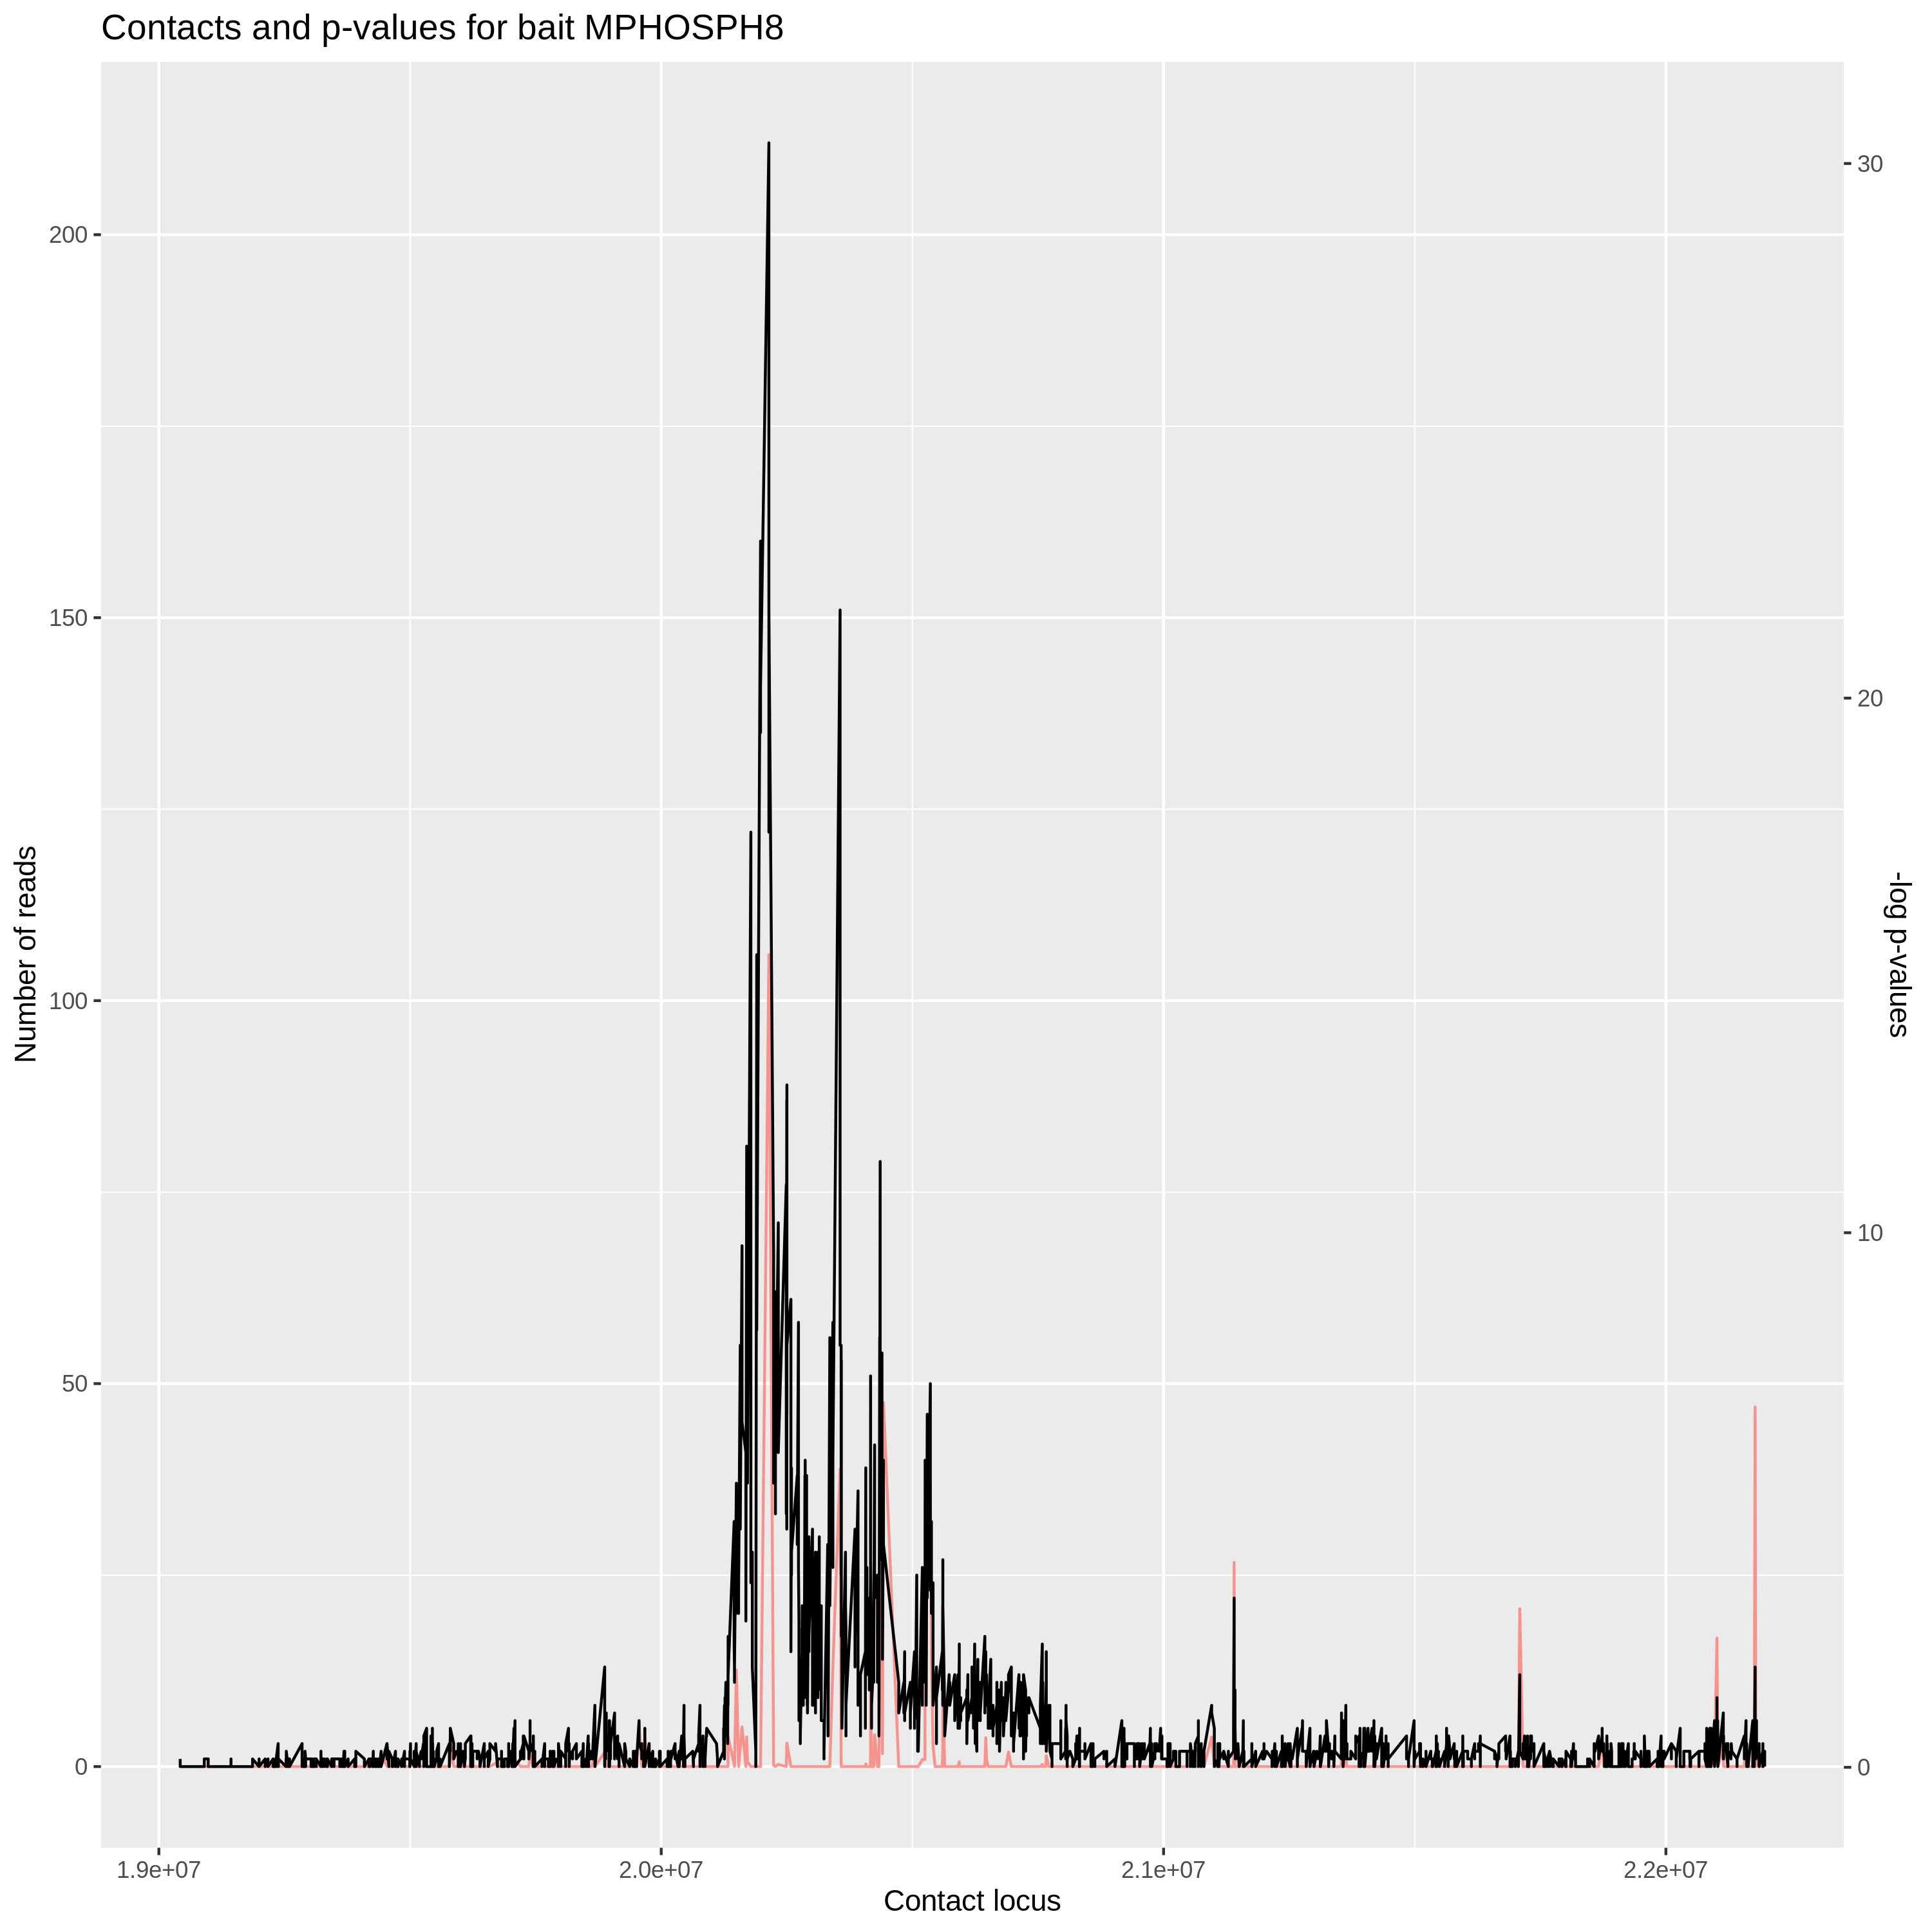 Contacts and p-values for bait MPHOSPH8
Number of reads
200
150
100
50
0
30
20
10
0
-log p-values
1.9e+07 2.0e+07 2.1e+07 2.2e+07
Contact locus